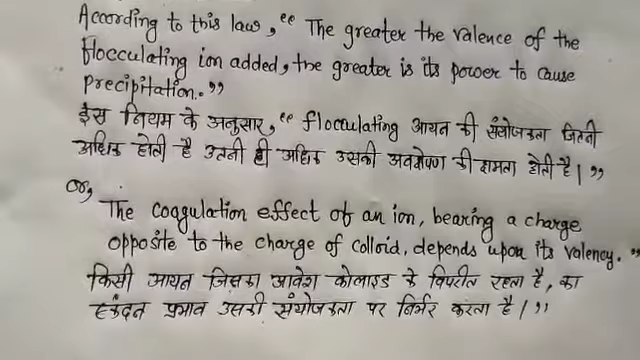 According to this law, “ The greater the valence of the
flocculating ion added, the greater is its power to cause
Precipitation.”
इस नियम के अनुसार, “ flocculating आयन की संयोजकता जितनी
अधिक होती है उतनी ही अधिक उसकी अवक्षेपण की क्षमता होती है।”
Or,
The coagulation effect of an ion, bearing a charge
opposite to the charge of colloid, depends upon its valency.”
किसी आयन जिसका आवेश कोलाइड के विपरीत रहता है, का
स्कंदन प्रभाव उसकी संयोजकता पर निर्भर करता है।”